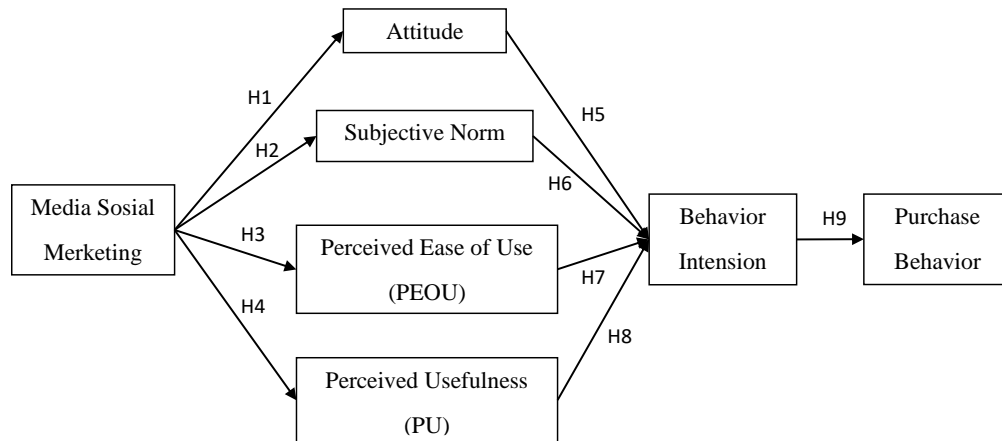 Attitude
H1
H5
Subjective Norm
H2
H6
Media Sosial
Merketing
H3
Perceived Ease of Use
(PEOU)
H7
Behavior
Intension
H9
Purchase
Behavior
H4
H8
Perceived Usefulness
(PU)